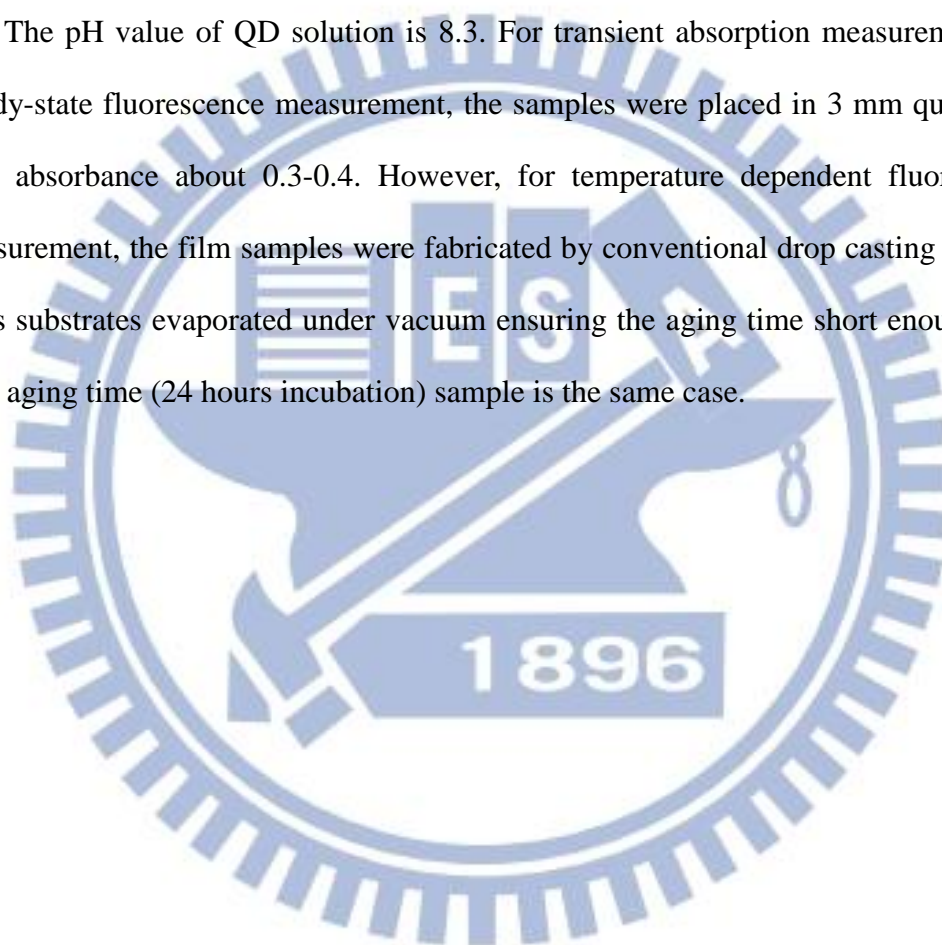 The pH value of QD solution is 8.3. For transient absorption measuremen
dy-state fluorescence measurement, the samples were placed in 3 mm qu
absorbance about 0.3-0.4. However, for temperature dependent fluor
surement, the film samples were fabricated by conventional drop casting
s substrates evaporated under vacuum ensuring the aging time short enou
aging time (24 hours incubation) sample is the same case.
E S A
8
1896